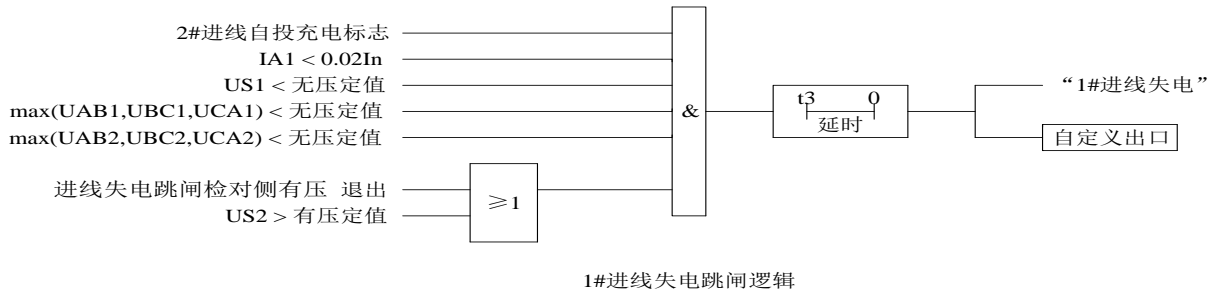 2#进线自投充电标志
IA1＜0.02In
US1＜无压定值
max(UAB1,UBC1,UCA1)＜无压定值
max(UAB2,UBC2,UCA2)＜无压定值
进线失电跳闸检对侧有压 退出
US2＞有压定值
≥1
&
t3 0
延时
“1#进线失电”
自定义出口
1#进线失电跳闸逻辑